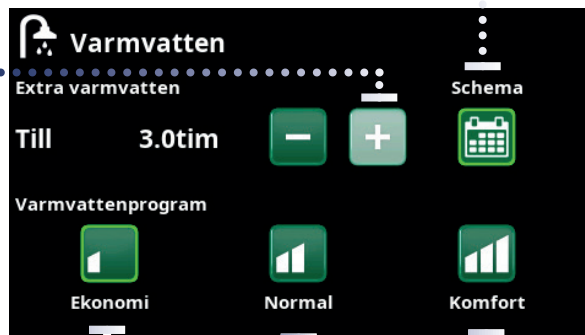 Varmvatten
Extra varmvatten
Schema
Till 3.0tim
Varmvattenprogram
Ekonomi Normal Komfort